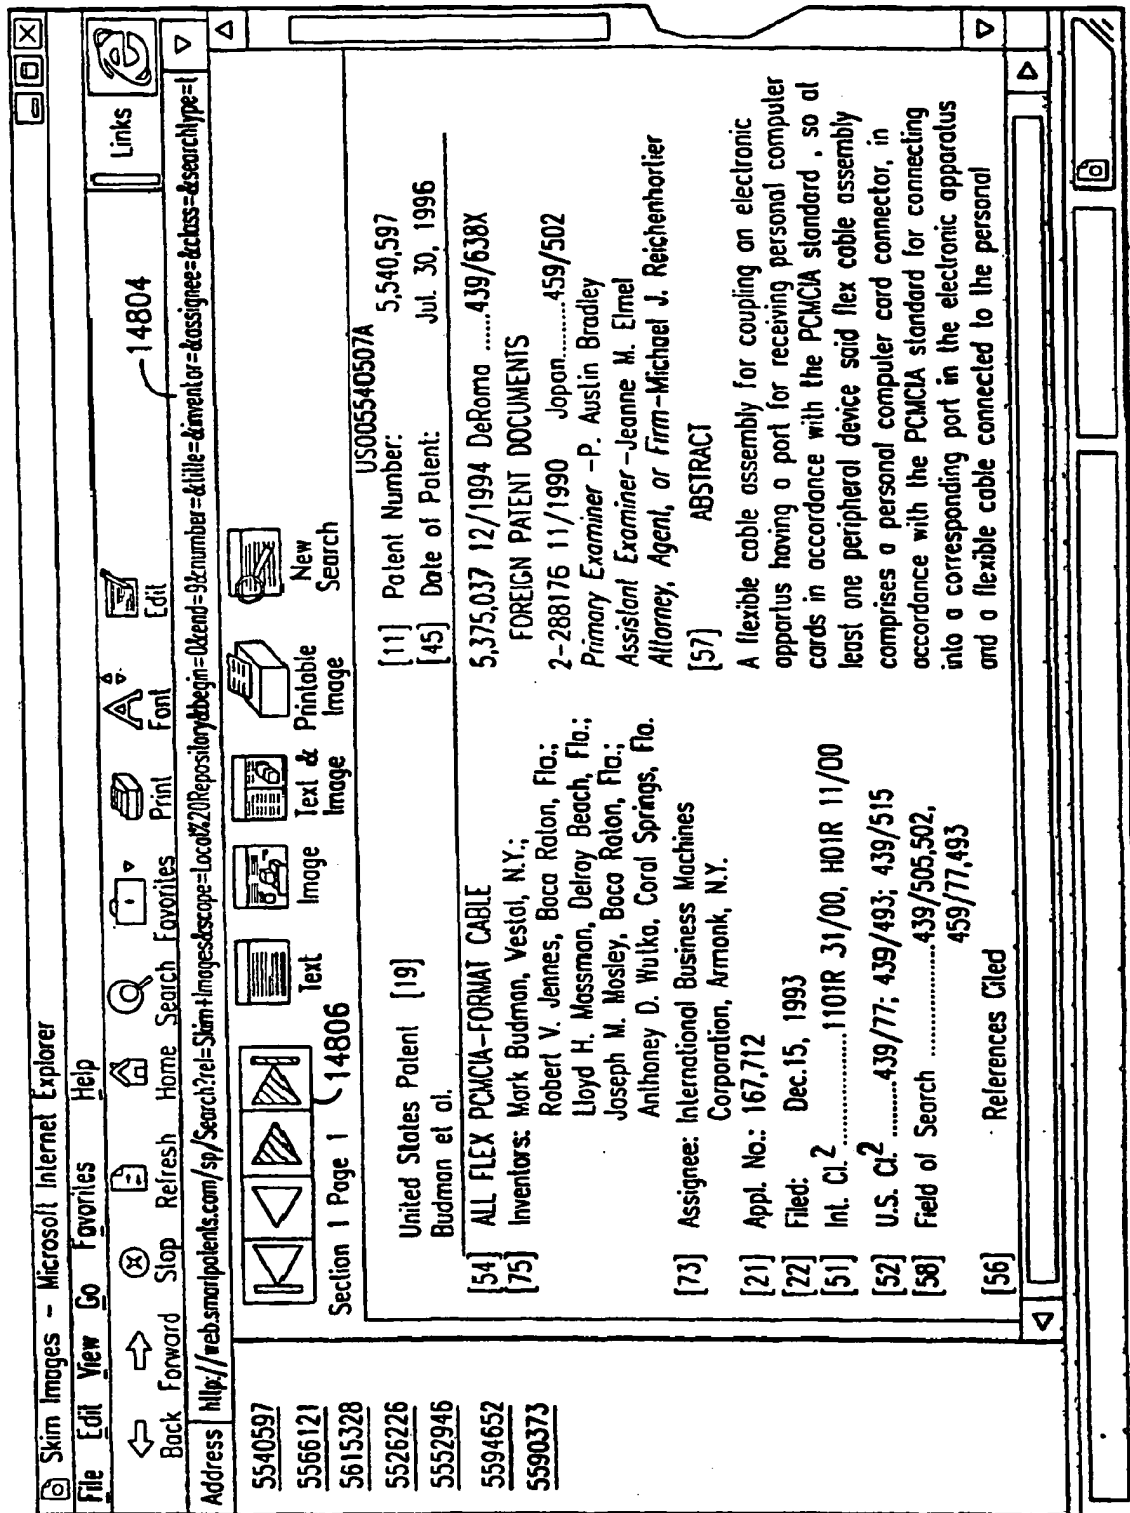 Skim Images - Microsoft Internet Explorer
File Edit View Go Favorites Help
Back Forward Stop Refresh Home Search Favorites Print Font Edit
Links
Address http://web.smartpatents.com/sp/Search?rel=Skim+Images&scope=Local%20Repository&begin=0&end=9&number=&title=&inventor=&assignee=&class=&searchtype=l
14804
5540597
5566121
5615328
5526226
5552946
5594652
5590373
Text
Image
Text & Image
Printable Image
New Search
14806
Section 1 Page 1
US005540507A
United States Patent [19]
Budman et al.
[11] Patent Number: 5,540,597
[45] Date of Patent: Jul. 30, 1996
[54] ALL FLEX PCMCIA-FORMAT CABLE
[75] Inventors: Mark Budman, Vestal, N.Y.;
Robert V. Jennes, Boca Raton, Fla.;
Lloyd H. Massman, Delray Beach, Fla.;
Joseph M. Mosley, Boca Raton, Fla.;
Anthoney D. Wutka, Coral Springs, Fla.
[73] Assignee: International Business Machines
Corporation, Armonk, N.Y.
[21] Appl. No.: 167,712
[22] Filed: Dec.15, 1993
[51] Int. Cl.2 ...............1101R 31/00, H01R 11/00
[52] U.S. Cl.2 .........439/77; 439/493; 439/515
[58] Field of Search ...............439/505,502,
459/77,493
[56] References Cited
5,375,037 12/1994 DeRoma ......439/638X
FOREIGN PATENT DOCUMENTS
2-288176 11/1990 Japan..........459/502
Primary Examiner -P. Austin Bradley
Assistant Examiner-Jeanne M. Elmel
Attorney, Agent, or Firm-Michael J. Reichenhortier
[57] ABSTRACT
A flexible cable assembly for coupling an electronic
appartus having a port for receiving personal computer
cards in accordance with the PCMCIA standard , so at
least one peripheral device said flex cable assembly
comprises a personal computer card connector, in
accordance with the PCMCIA standard for connecting
into a corresponding port in the electronic apparatus
and a flexible cable connected to the personal